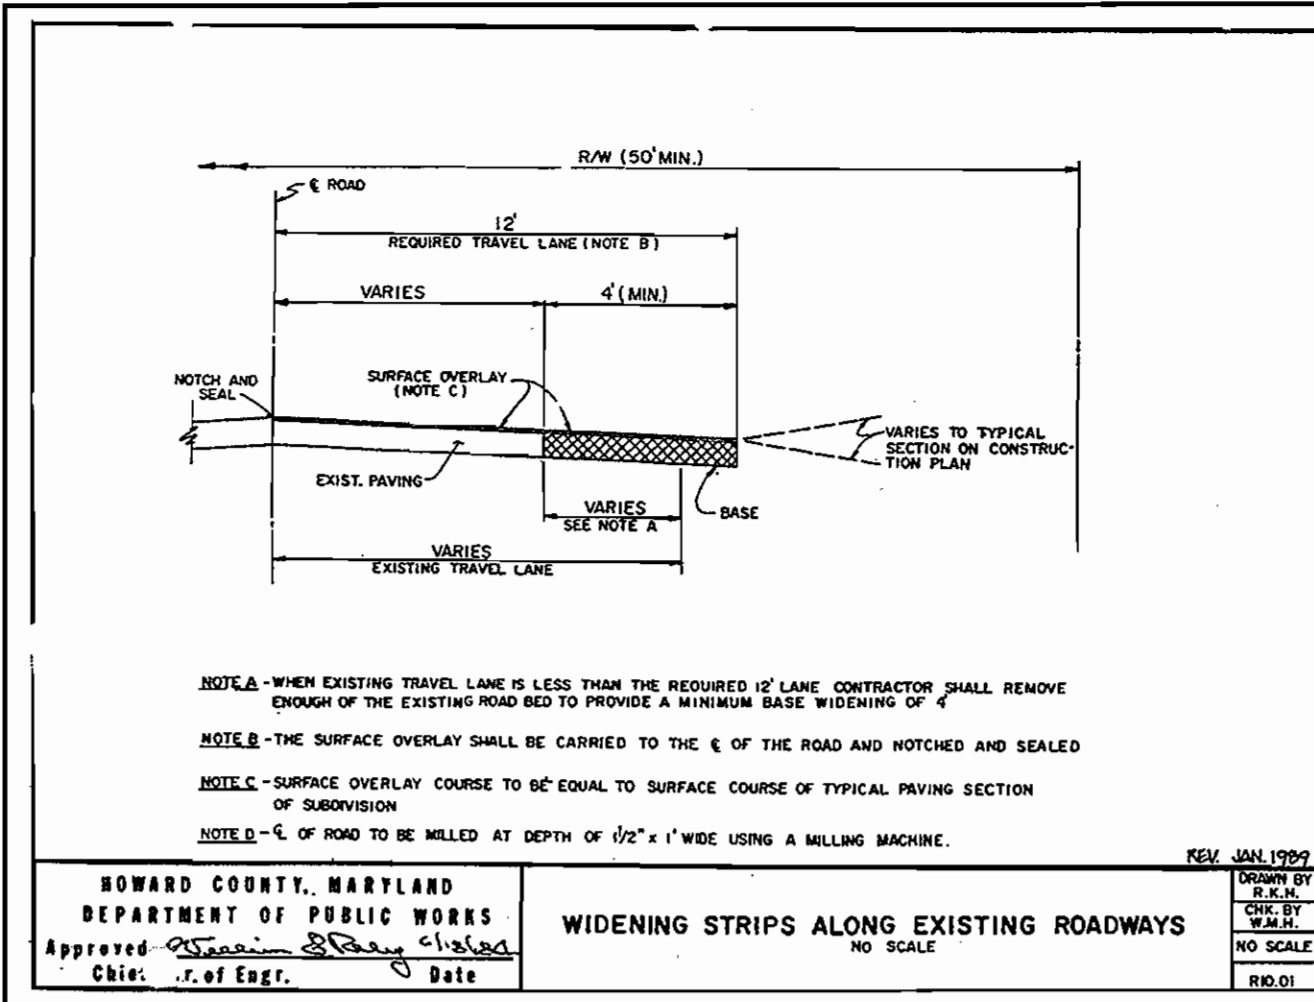 R/W (50' MIN.)
℄ ROAD
12'
REQUIRED TRAVEL LANE (NOTE B)
VARIES
4' (MIN.)
NOTCH AND
SEAL
SURFACE OVERLAY
(NOTE C)
VARIES TO TYPICAL
SECTION ON CONSTRUC-
TION PLAN
EXIST. PAVING
VARIES
SEE NOTE A
BASE
VARIES
EXISTING TRAVEL LANE
NOTE A - WHEN EXISTING TRAVEL LANE IS LESS THAN THE REQUIRED 12' LANE CONTRACTOR SHALL REMOVE
ENOUGH OF THE EXISTING ROAD BED TO PROVIDE A MINIMUM BASE WIDENING OF 4'
NOTE B - THE SURFACE OVERLAY SHALL BE CARRIED TO THE ℄ OF THE ROAD AND NOTCHED AND SEALED
NOTE C - SURFACE OVERLAY COURSE TO BE EQUAL TO SURFACE COURSE OF TYPICAL PAVING SECTION
OF SUBDIVISION
NOTE D - ℄ OF ROAD TO BE MILLED AT DEPTH OF 1 1/2" x 1' WIDE USING A MILLING MACHINE.
REV. JAN. 1989
HOWARD COUNTY, MARYLAND
DEPARTMENT OF PUBLIC WORKS
Approved
Chief of Engr. Date
WIDENING STRIPS ALONG EXISTING ROADWAYS
NO SCALE
DRAWN BY
R.K.H.
CHK. BY
W.M.H.
NO SCALE
R10.01